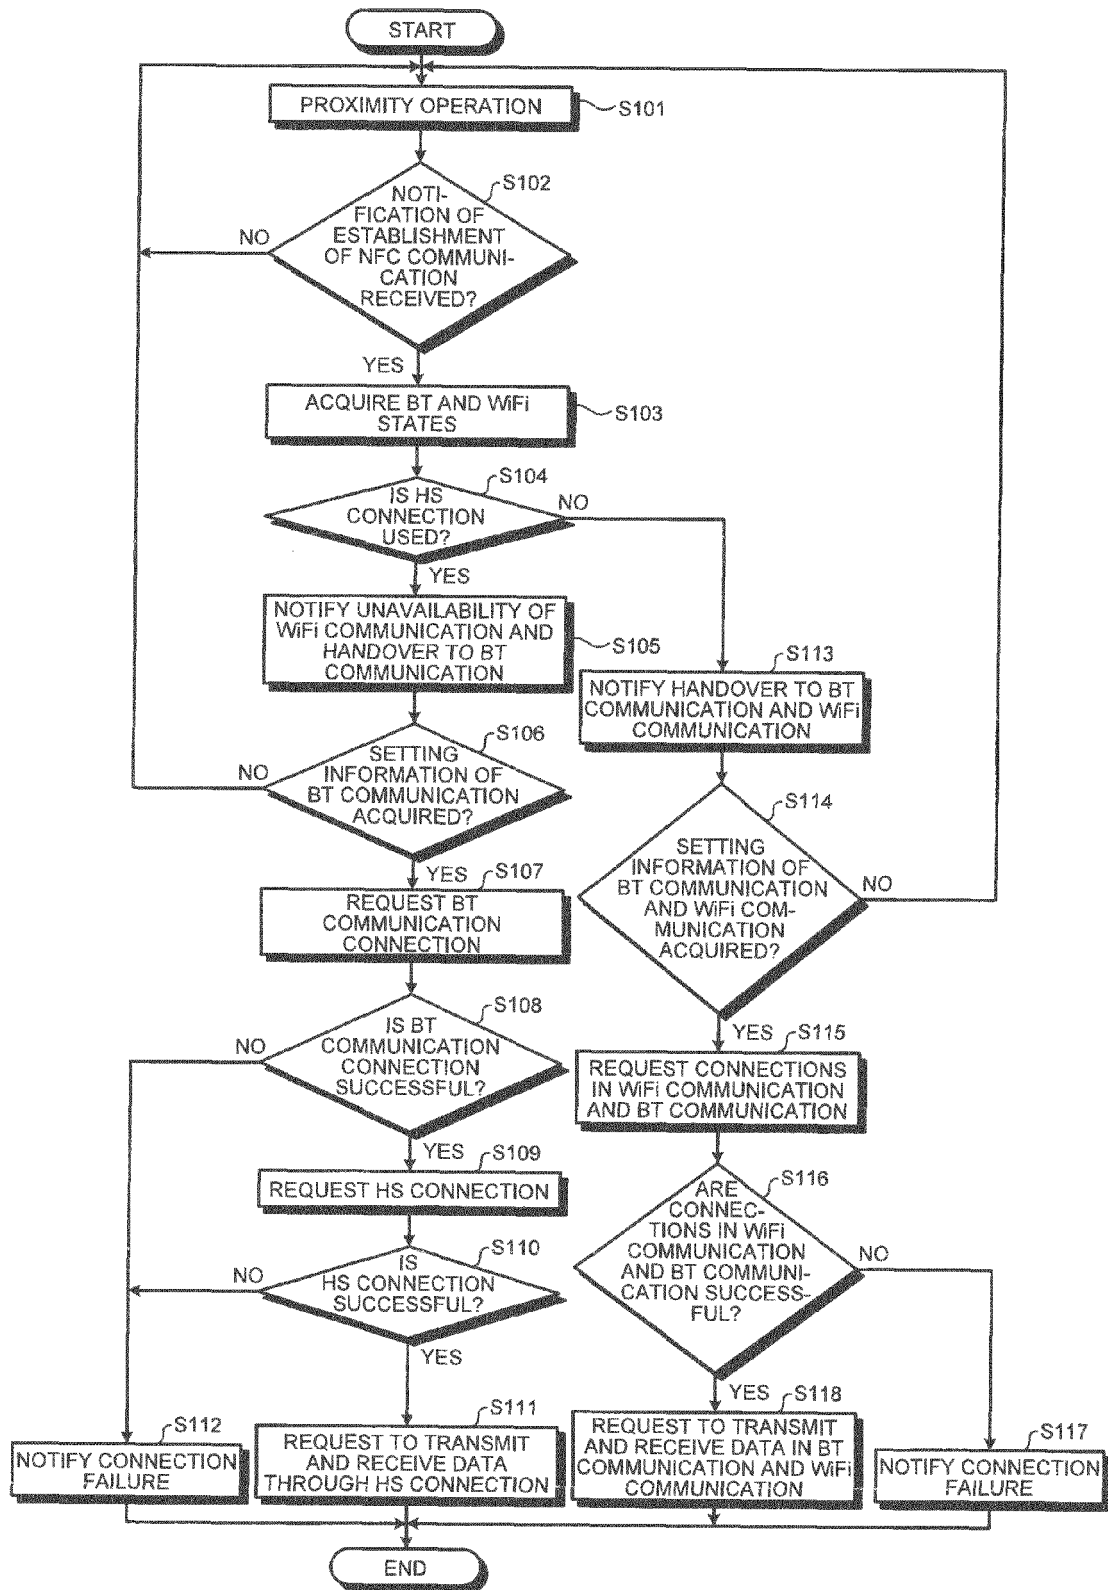 START
PROXIMITY OPERATION
S101
S102
NOTI-
FICATION OF
ESTABLISHMENT
OF NFC COMMUNI-
CATION
RECEIVED?
NO
YES
ACQUIRE BT AND WiFi
STATES
S103
S104
IS HS
CONNECTION
USED?
NO
YES
NOTIFY UNAVAILABILITY OF
WiFi COMMUNICATION AND
HANDOVER TO BT
COMMUNICATION
S105
S113
NOTIFY HANDOVER TO BT
COMMUNICATION AND WiFi
COMMUNICATION
S106
SETTING
INFORMATION OF
BT COMMUNICATION
ACQUIRED?
NO
YES
S114
SETTING
INFORMATION OF
BT COMMUNICATION
AND WiFi COM-
MUNICATION
ACQUIRED?
NO
YES
S107
REQUEST BT
COMMUNICATION
CONNECTION
S108
IS BT
COMMUNICATION
CONNECTION
SUCCESSFUL?
NO
YES
S115
REQUEST CONNECTIONS
IN WiFi COMMUNICATION
AND BT COMMUNICATION
S109
REQUEST HS CONNECTION
S116
ARE
CONNEC-
TIONS IN WiFi
COMMUNICATION
AND BT COMMUNI-
CATION SUCCESS-
FUL?
NO
YES
S110
IS
HS CONNECTION
SUCCESSFUL?
NO
YES
S112
NOTIFY CONNECTION
FAILURE
S111
REQUEST TO TRANSMIT
AND RECEIVE DATA
THROUGH HS CONNECTION
S118
REQUEST TO TRANSMIT
AND RECEIVE DATA IN BT
COMMUNICATION AND WiFi
COMMUNICATION
S117
NOTIFY CONNECTION
FAILURE
END